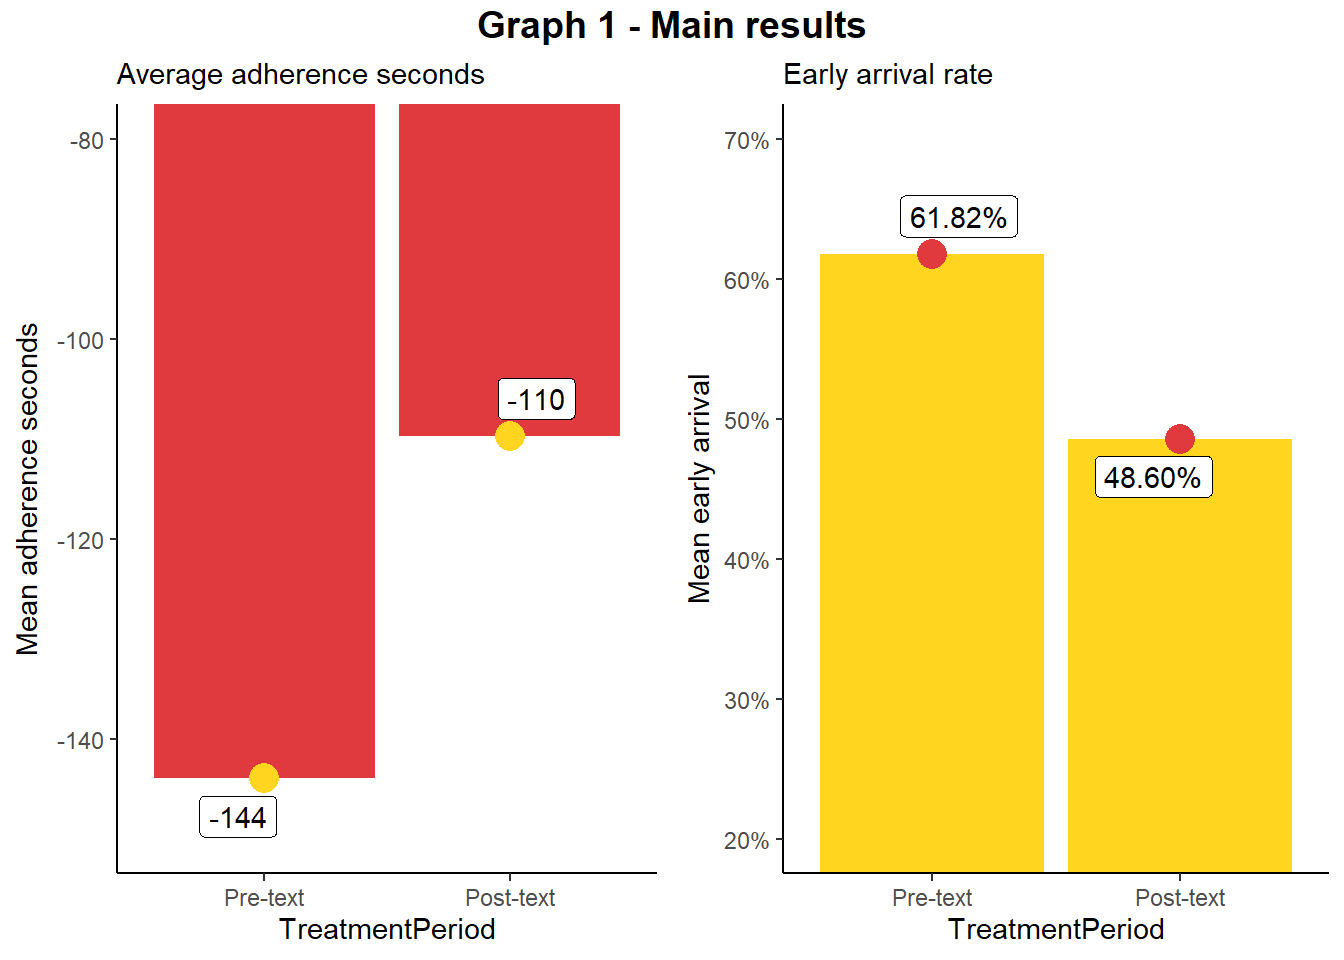 Graph 1 - Main results
Average adherence seconds
Mean adherence seconds
-80
-100
-120
-140
-110
-144
Pre-text
Post-text
TreatmentPeriod
Early arrival rate
Mean early arrival
70%
60%
50%
40%
30%
20%
61.82%
48.60%
Pre-text
Post-text
TreatmentPeriod